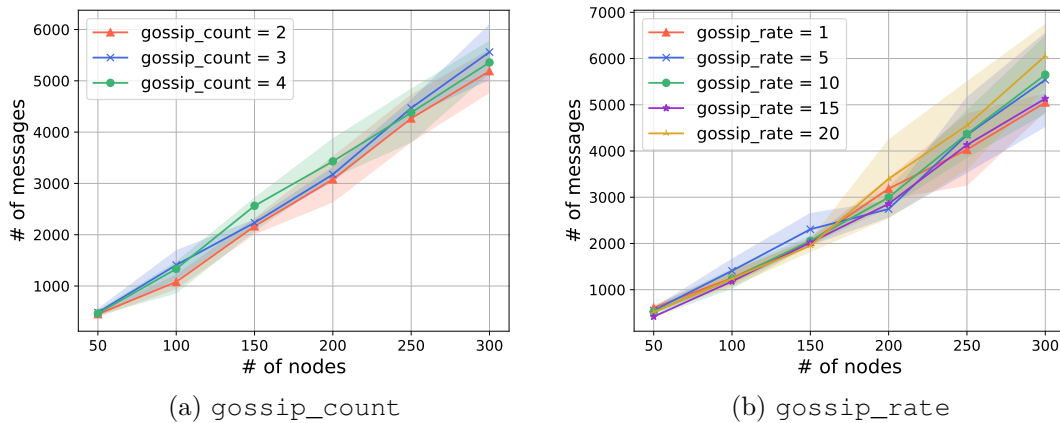 gossip_count = 2
gossip_count = 3
gossip_count = 4
6000
5000
4000
3000
2000
1000
# of messages
50 100 150 200 250 300
# of nodes
(a) gossip_count
gossip_rate = 1
gossip_rate = 5
gossip_rate = 10
gossip_rate = 15
gossip_rate = 20
7000
6000
5000
4000
3000
2000
1000
# of messages
50 100 150 200 250 300
# of nodes
(b) gossip_rate